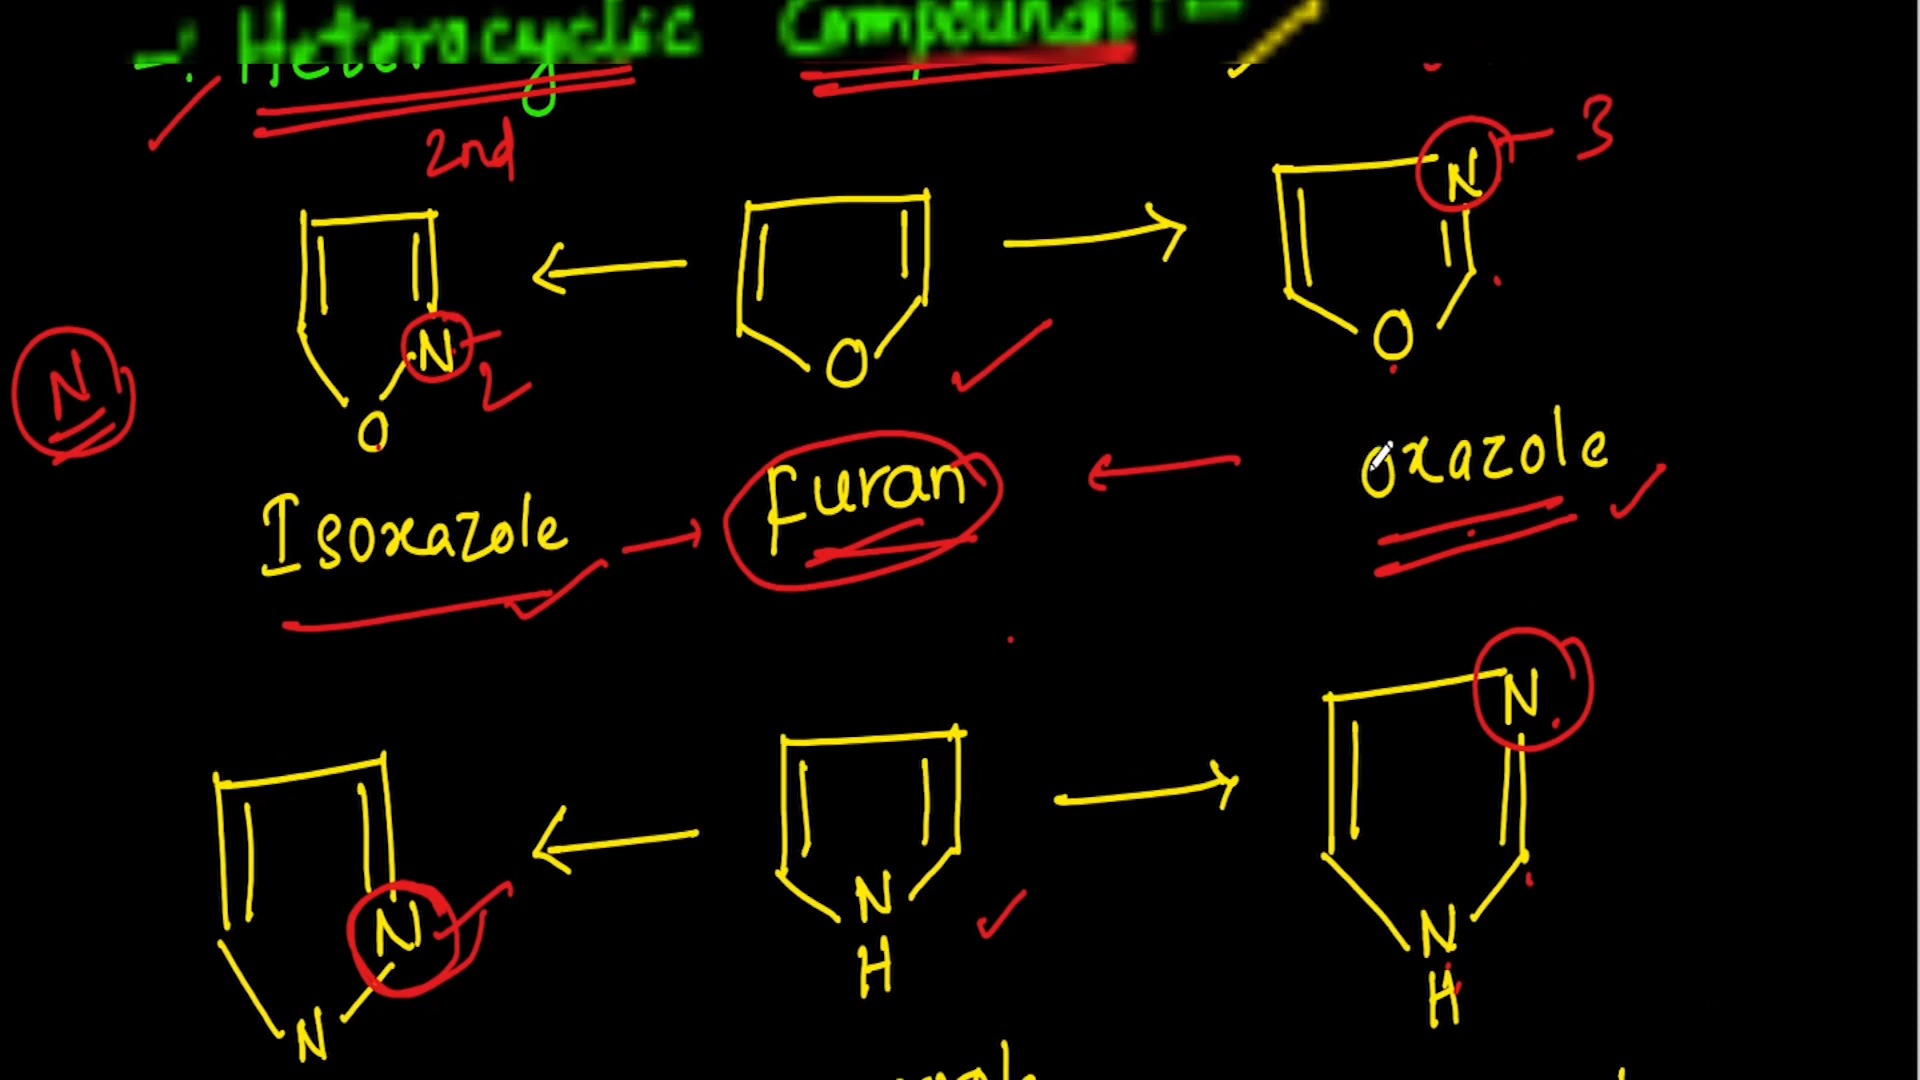 -: Heterocyclic Compounds:-
2nd
N 3
N 2
O
O
O
N
Isoxazole
furan
oxazole
N
N
N
N
H
N
H